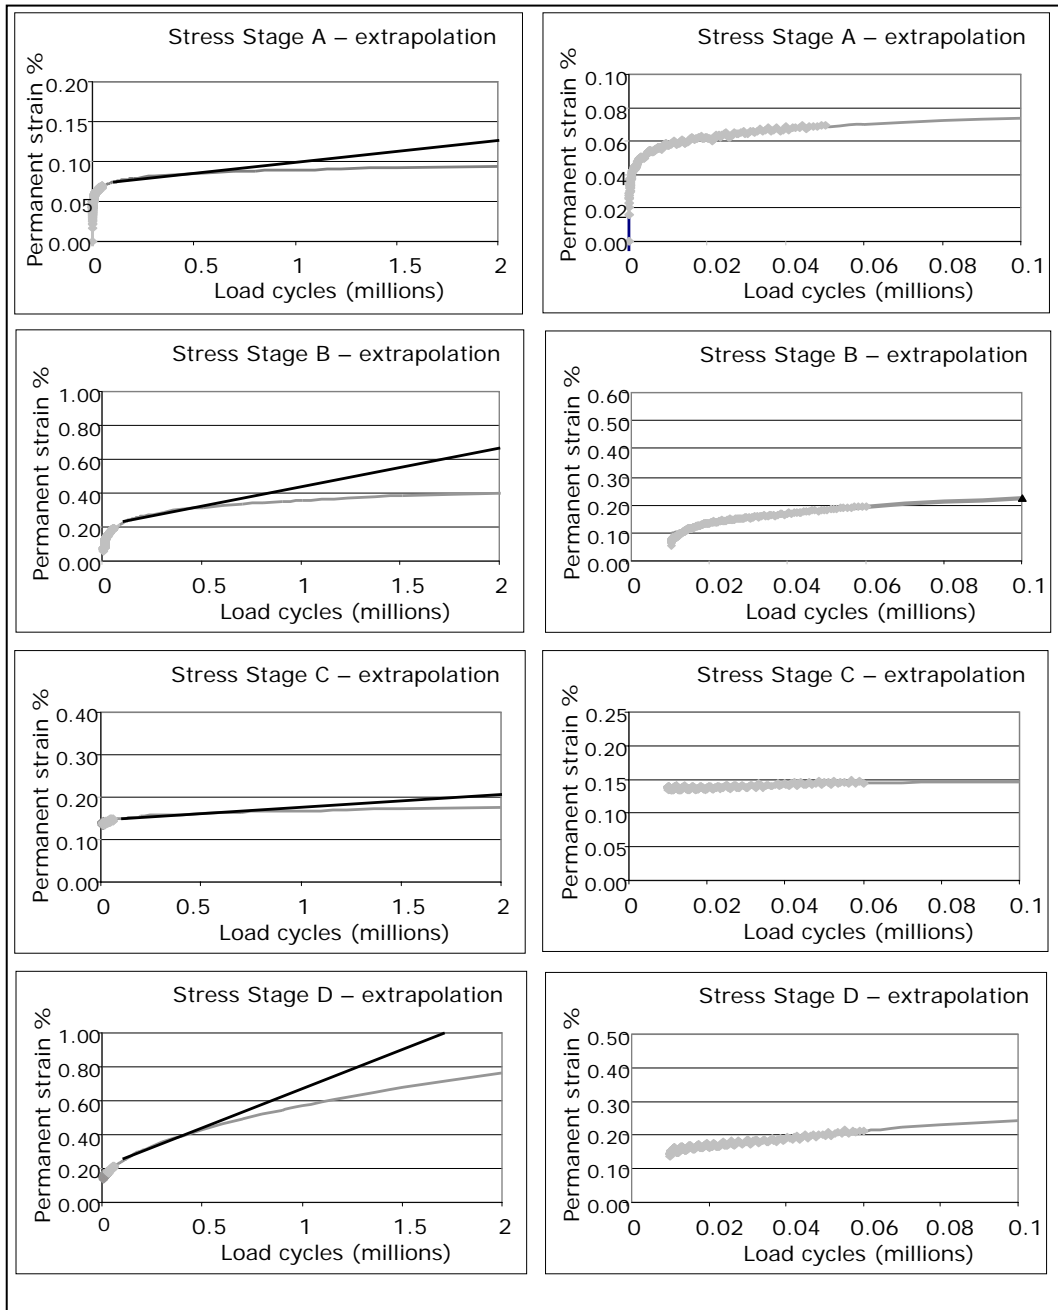 Stress Stage A – extrapolation
Permanent strain %
0.20
0.15
0.10
0.05
0.00
0 0.5 1 1.5 2
Load cycles (millions)
Stress Stage A – extrapolation
Permanent strain %
0.10
0.08
0.06
0.04
0.02
0.00
0 0.02 0.04 0.06 0.08 0.1
Load cycles (millions)
Stress Stage B – extrapolation
Permanent strain %
1.00
0.80
0.60
0.40
0.20
0.00
0 0.5 1 1.5 2
Load cycles (millions)
Stress Stage B – extrapolation
Permanent strain %
0.60
0.50
0.40
0.30
0.20
0.10
0.00
0 0.02 0.04 0.06 0.08 0.1
Load cycles (millions)
Stress Stage C – extrapolation
Permanent strain %
0.40
0.30
0.20
0.10
0.00
0 0.5 1 1.5 2
Load cycles (millions)
Stress Stage C – extrapolation
Permanent strain %
0.25
0.20
0.15
0.10
0.05
0.00
0 0.02 0.04 0.06 0.08 0.1
Load cycles (millions)
Stress Stage D – extrapolation
Permanent strain %
1.00
0.80
0.60
0.40
0.20
0.00
0 0.5 1 1.5 2
Load cycles (millions)
Stress Stage D – extrapolation
Permanent strain %
0.50
0.40
0.30
0.20
0.10
0.00
0 0.02 0.04 0.06 0.08 0.1
Load cycles (millions)